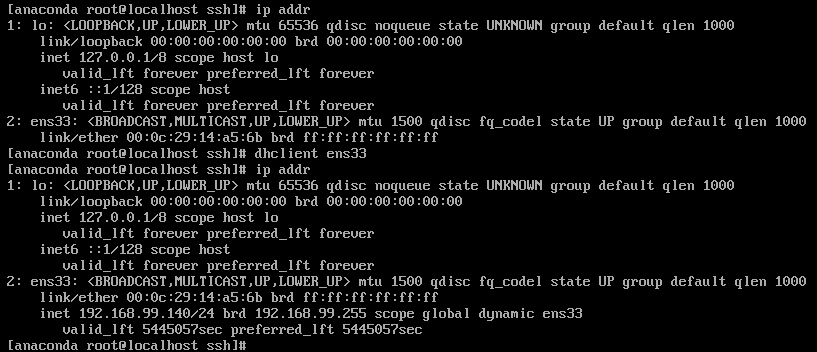 [anaconda root@localhost ssh]# ip addr
1: lo: <LOOPBACK,UP,LOWER_UP> mtu 65536 qdisc noqueue state UNKNOWN group default qlen 1000
    link/loopback 00:00:00:00:00:00 brd 00:00:00:00:00:00
    inet 127.0.0.1/8 scope host lo
       valid_lft forever preferred_lft forever
    inet6 ::1/128 scope host
       valid_lft forever preferred_lft forever
2: ens33: <BROADCAST,MULTICAST,UP,LOWER_UP> mtu 1500 qdisc fq_codel state UP group default qlen 1000
    link/ether 00:0c:29:14:a5:6b brd ff:ff:ff:ff:ff:ff
[anaconda root@localhost ssh]# dhclient ens33
[anaconda root@localhost ssh]# ip addr
1: lo: <LOOPBACK,UP,LOWER_UP> mtu 65536 qdisc noqueue state UNKNOWN group default qlen 1000
    link/loopback 00:00:00:00:00:00 brd 00:00:00:00:00:00
    inet 127.0.0.1/8 scope host lo
       valid_lft forever preferred_lft forever
    inet6 ::1/128 scope host
       valid_lft forever preferred_lft forever
2: ens33: <BROADCAST,MULTICAST,UP,LOWER_UP> mtu 1500 qdisc fq_codel state UP group default qlen 1000
    link/ether 00:0c:29:14:a5:6b brd ff:ff:ff:ff:ff:ff
    inet 192.168.99.140/24 brd 192.168.99.255 scope global dynamic ens33
       valid_lft 5445057sec preferred_lft 5445057sec
[anaconda root@localhost ssh]#